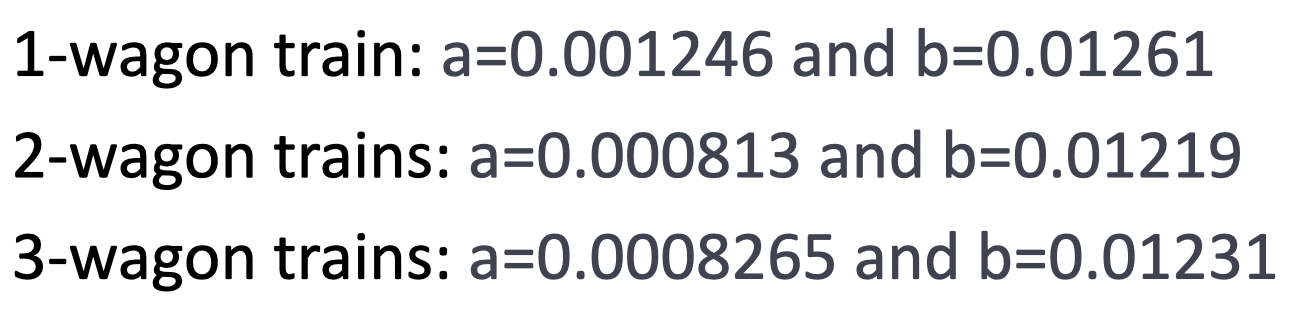 1-wagon train: a=0.001246 and b=0.01261
2-wagon trains: a=0.000813 and b=0.01219
3-wagon trains: a=0.0008265 and b=0.01231